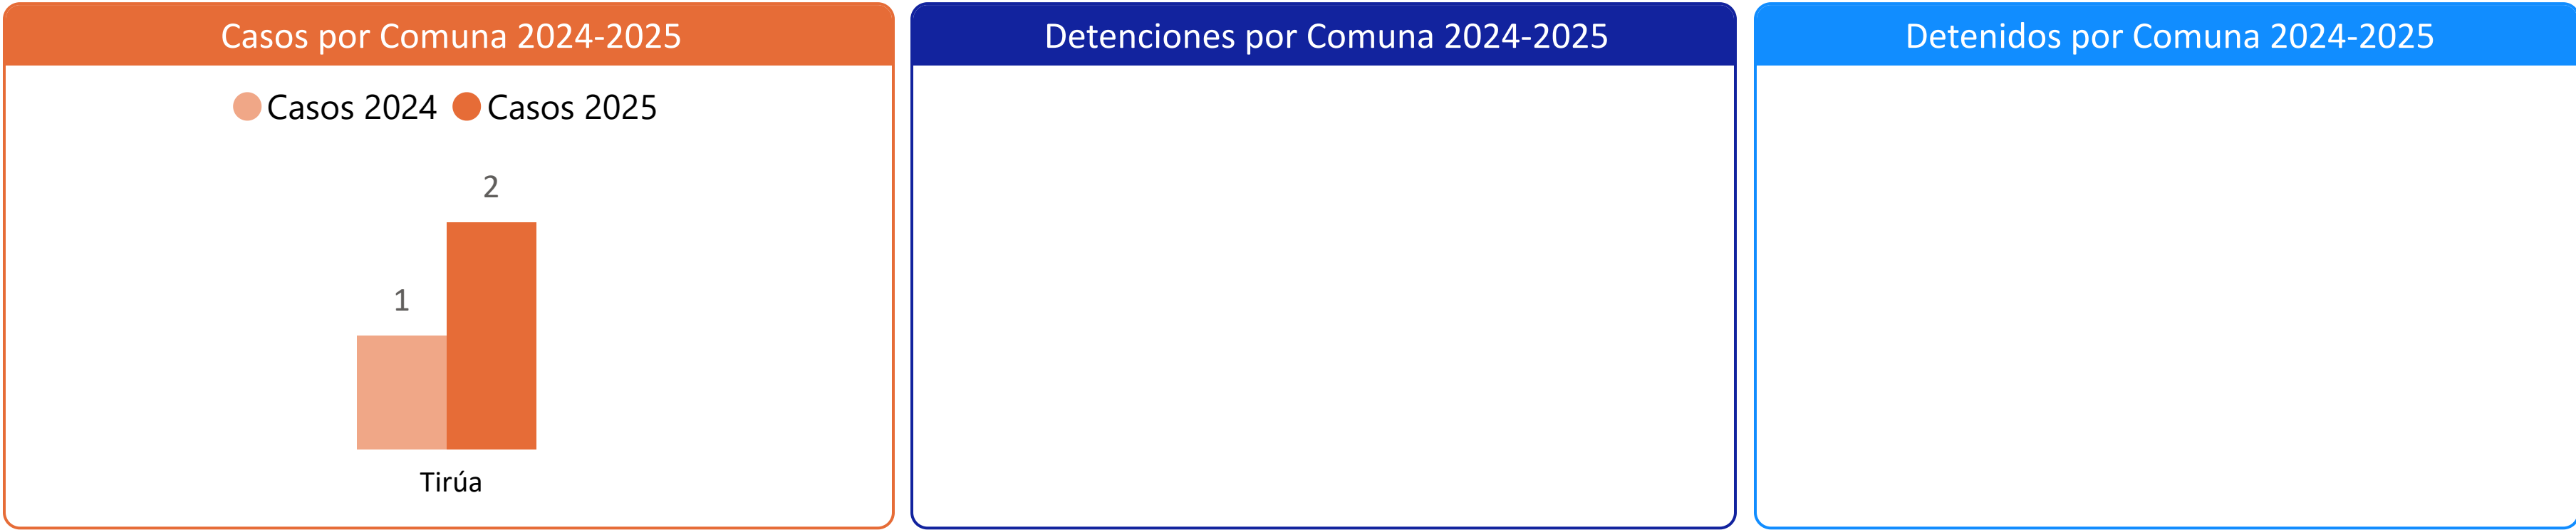 Casos por Comuna 2024-2025
Casos 2024 Casos 2025
2
1
Tirúa
Detenciones por Comuna 2024-2025
Detenidos por Comuna 2024-2025